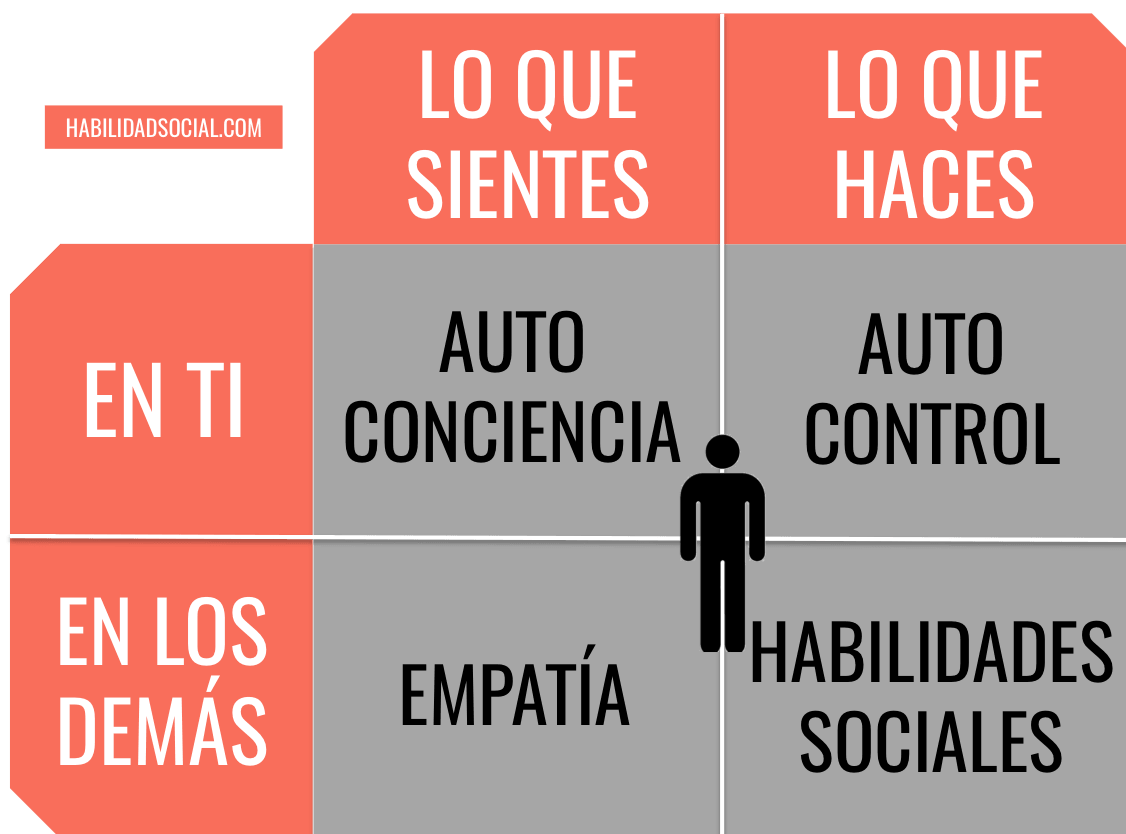 LO QUE
SIENTES
LO QUE
HACES
HABILIDADSOCIAL.COM
EN TI
AUTO
CONCIENCIA
AUTO
CONTROL
EN LOS
DEMÁS
EMPATÍA
HABILIDADES
SOCIALES